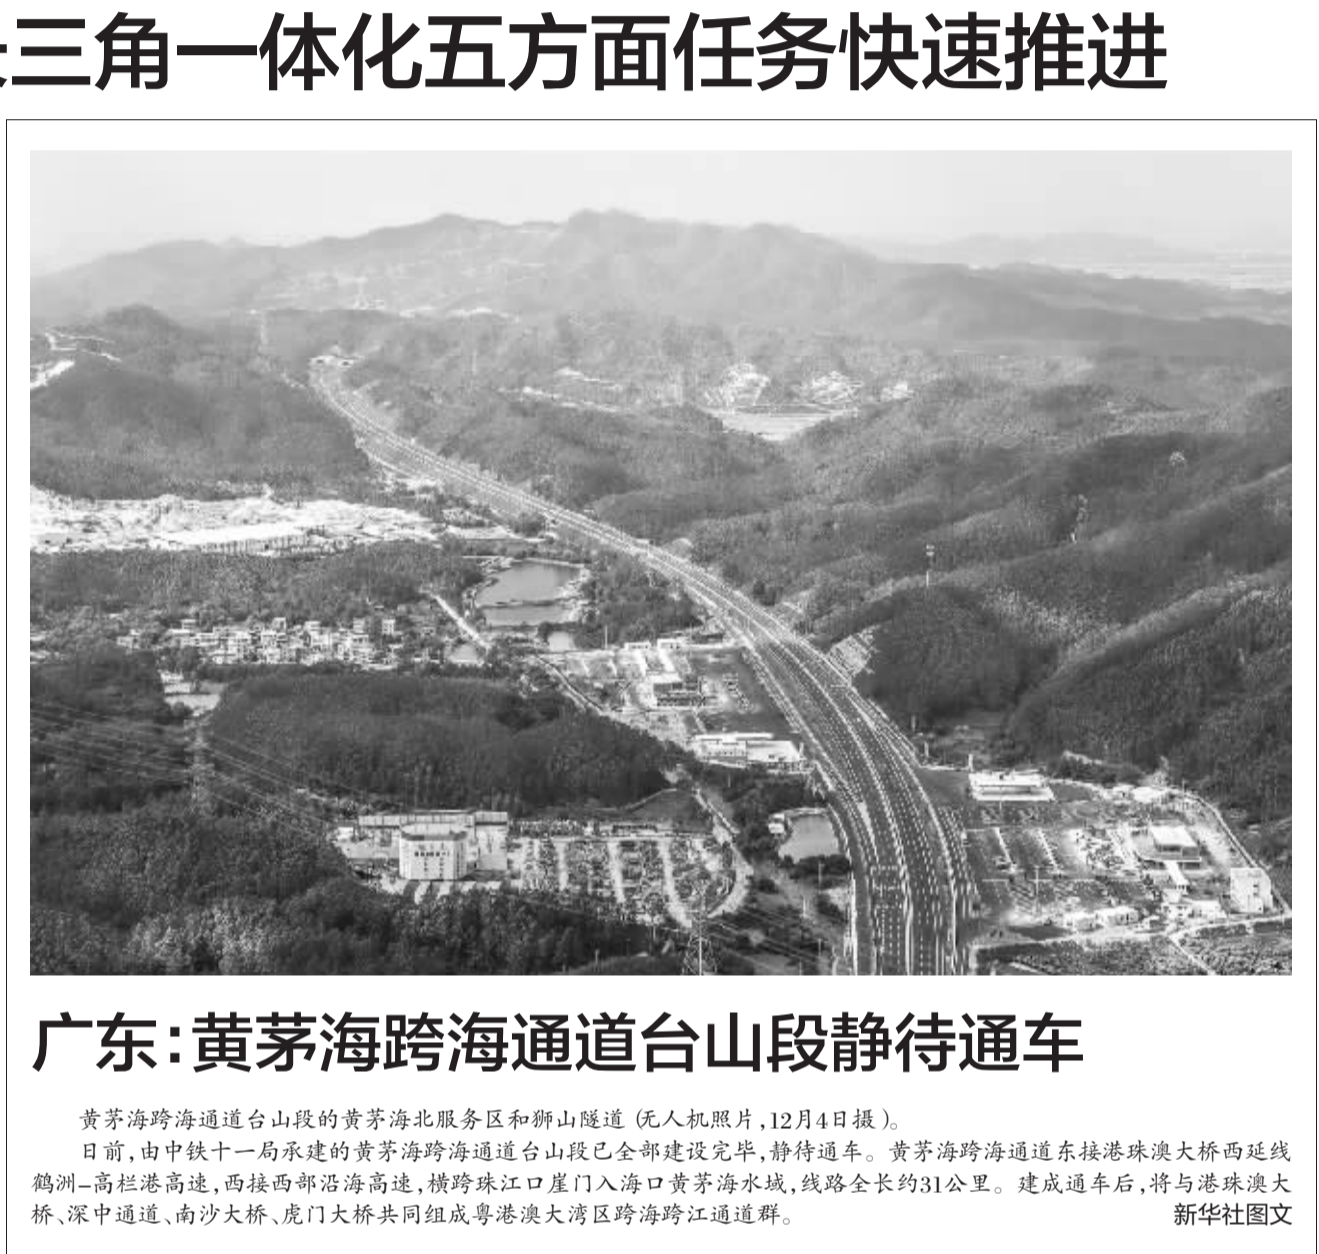 三角一体化五方面任务快速推进
广东：黄茅海跨海通道台山段静待通车
黄茅海跨海通道台山段的黄茅海北服务区和狮山隧道（无人机照片，12月4日摄）。
日前，由中铁十一局承建的黄茅海跨海通道台山段已全部建设完毕，静待通车。黄茅海跨海通道东接港珠澳大桥西延线
鹤洲-高栏港高速，西接西部沿海高速，横跨珠江口崖门入海口黄茅海水域，线路全长约31公里。建成通车后，将与港珠澳大
桥、深中通道、南沙大桥、虎门大桥共同组成粤港澳大湾区跨海跨江通道群。
新华社图文